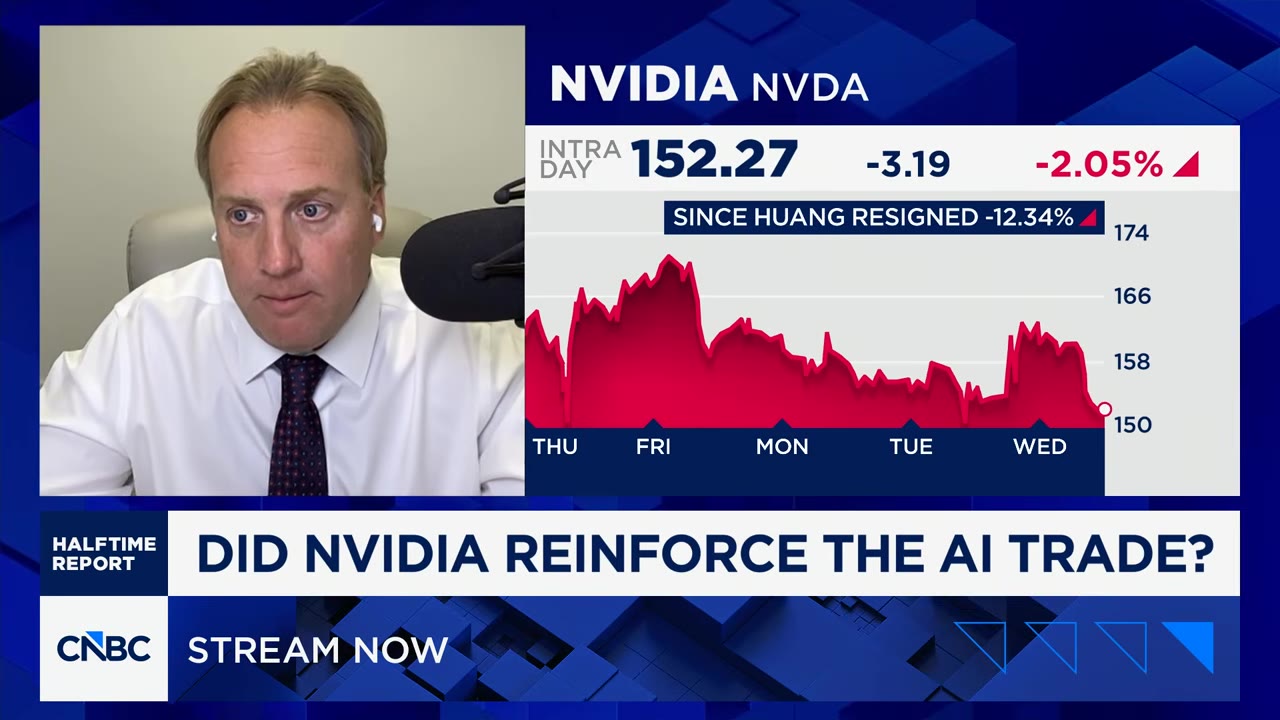 NVIDIA NVDA
INTRA
DAY
152.27 -3.19 -2.05%
SINCE HUANG RESIGNED -12.34%
174
166
158
150
THU FRI MON TUE WED
HALFTIME
REPORT
DID NVIDIA REINFORCE THE AI TRADE?
CNBC
STREAM NOW